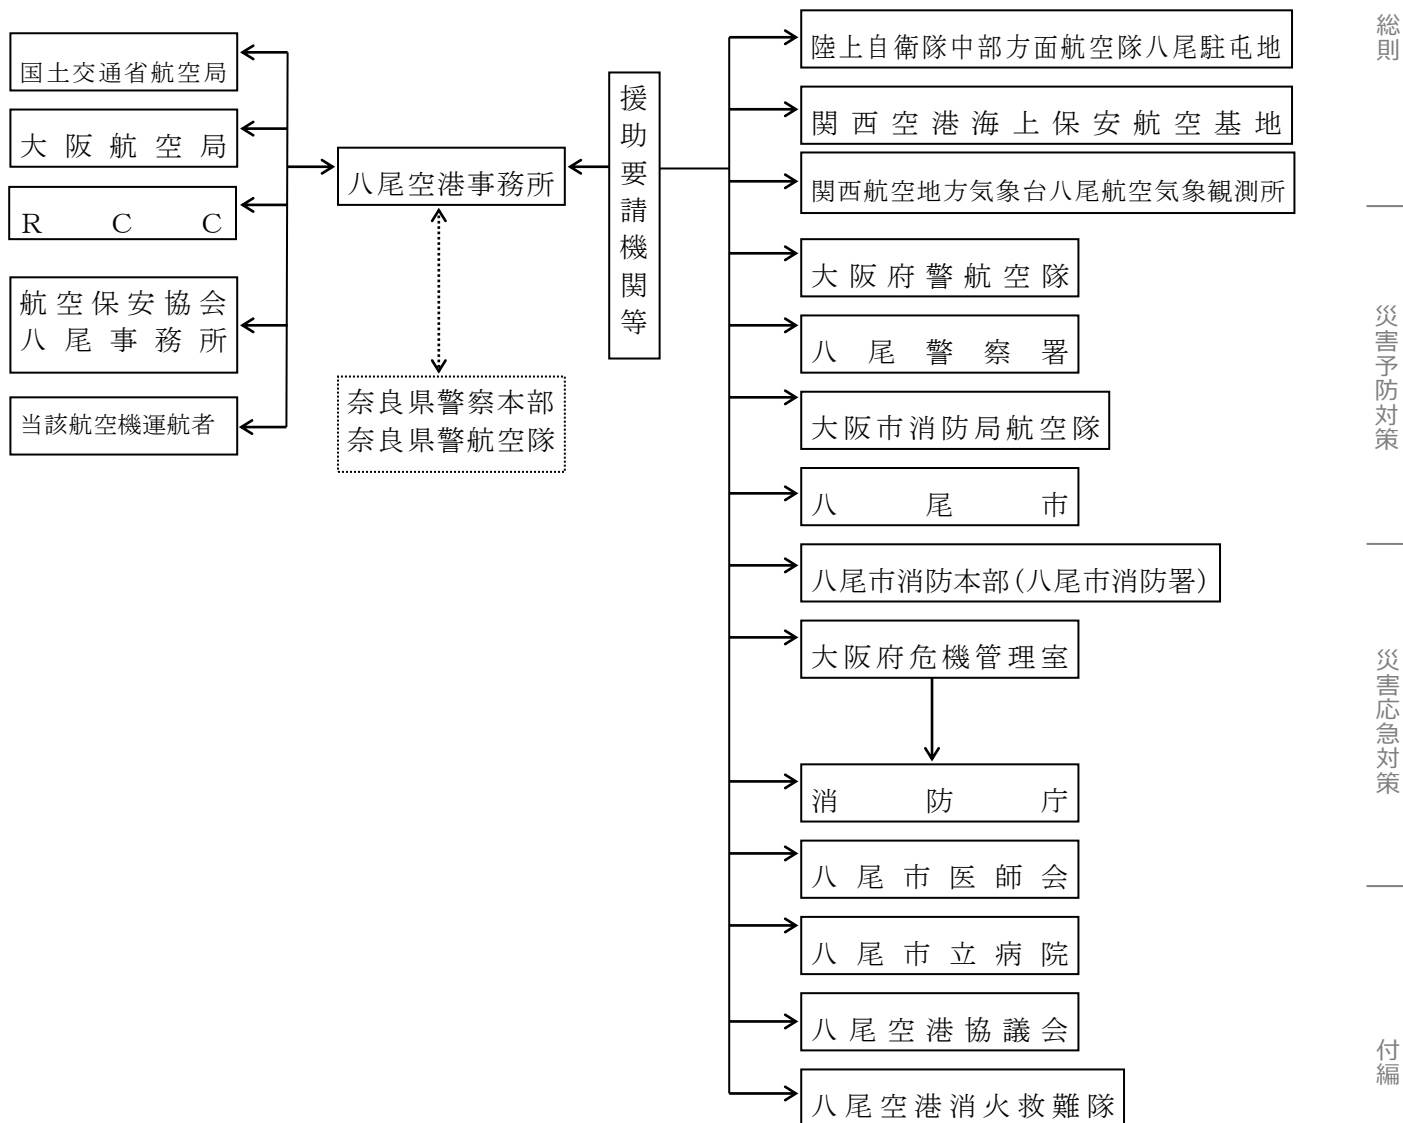 国土交通省航空局
大阪航空局
RCC
航空保安協会
八尾事務所
当該航空機運航者
八尾空港事務所
奈良県警察本部
奈良県警航空隊
援助要請機関等
陸上自衛隊中部方面航空隊八尾駐屯地
関西空港海上保安航空基地
関西航空地方気象台八尾航空気象観測所
大阪府警航空隊
八尾警察署
大阪市消防局航空隊
八尾市
八尾市消防本部(八尾市消防署)
大阪府危機管理室
消防庁
八尾市医師会
八尾市立病院
八尾空港協議会
八尾空港消火救難隊
総則
災害予防対策
災害応急対策
付編